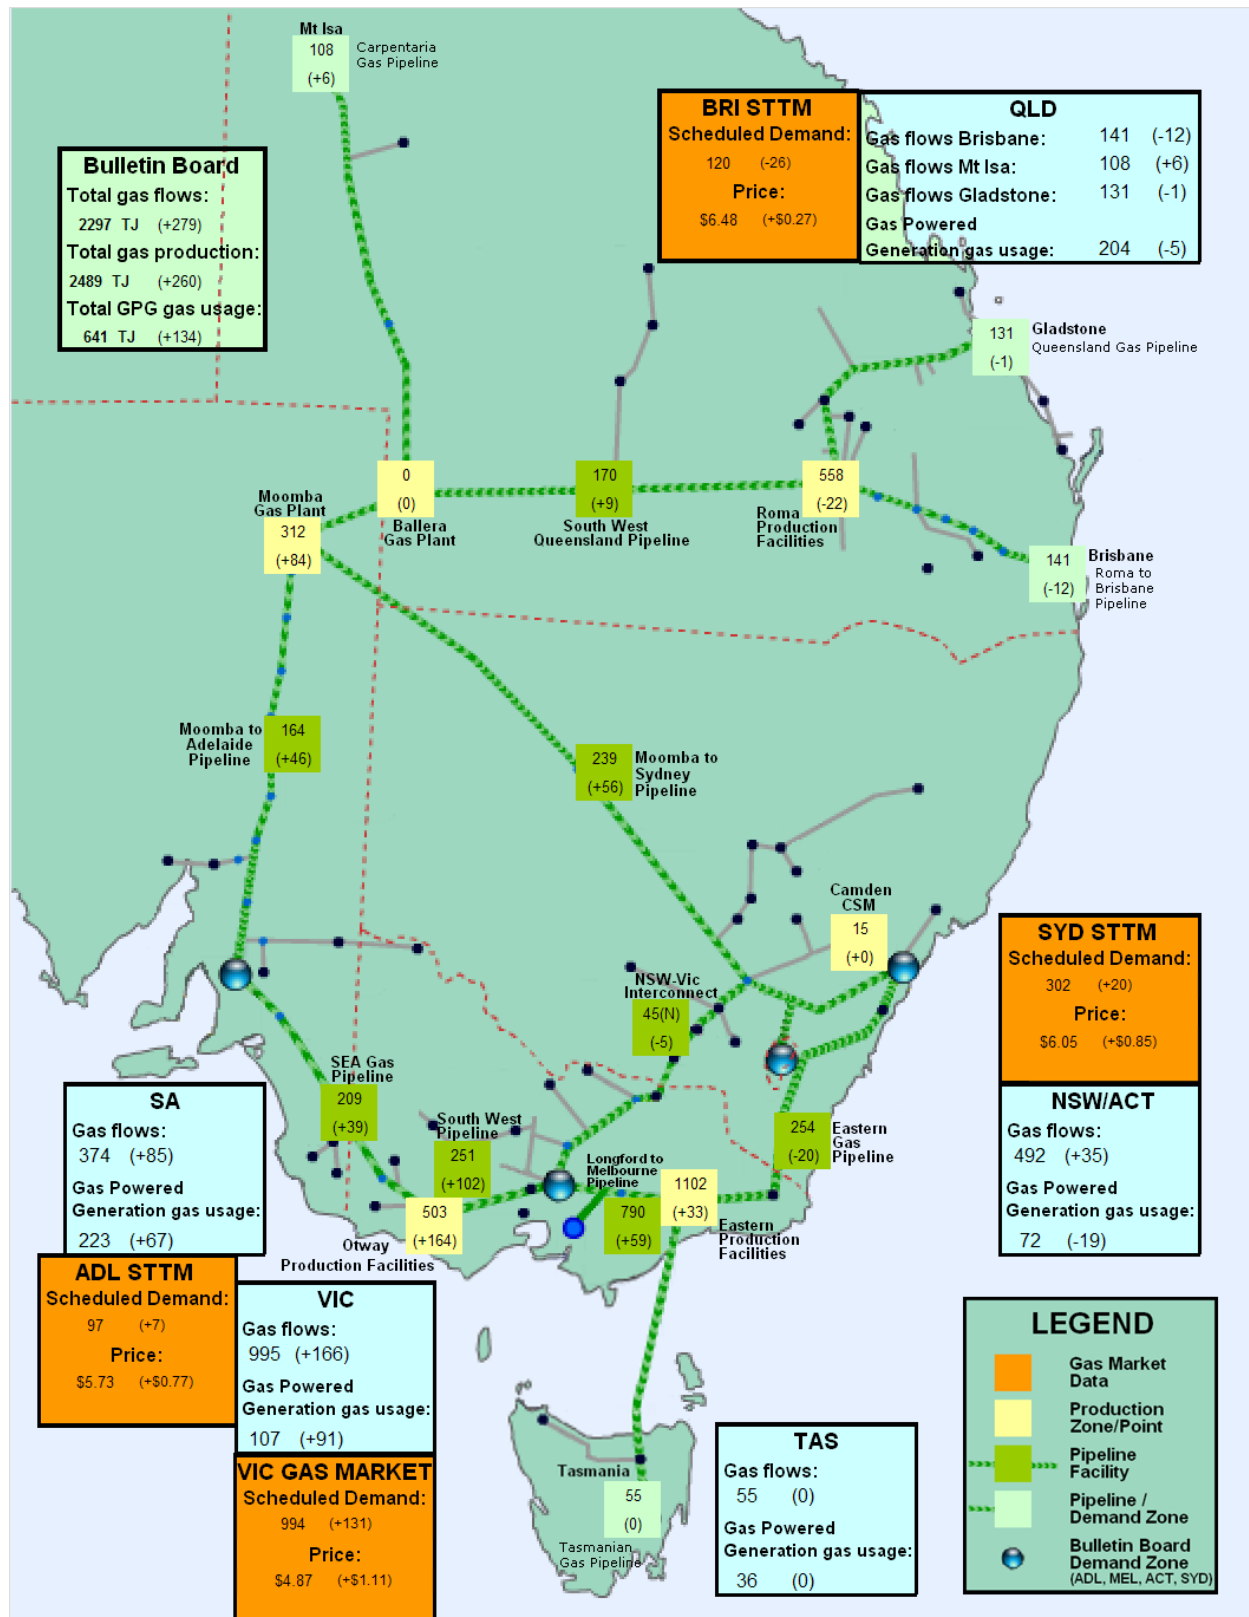 Mt Isa
108
(+6)
Carpentaria
Gas Pipeline
BRI STTM
Scheduled Demand:
120 (-26)
Price:
$6.48 (+$0.27)
QLD
Gas flows Brisbane: 141 (-12)
Gas flows Mt Isa: 108 (+6)
Gas flows Gladstone: 131 (-1)
Gas Powered
Generation gas usage: 204 (-5)
Bulletin Board
Total gas flows:
2297 TJ (+279)
Total gas production:
2489 TJ (+260)
Total GPG gas usage:
641 TJ (+134)
131
(-1)
Gladstone
Queensland Gas Pipeline
0
(0)
Ballera
Gas Plant
170
(+9)
South West
Queensland Pipeline
558
(-22)
Roma
Production
Facilities
Moomba
Gas Plant
312
(+84)
141
(-12)
Brisbane
Roma to
Brisbane
Pipeline
Moomba to
Adelaide
Pipeline
164
(+46)
239
(+56)
Moomba to
Sydney
Pipeline
Camden
CSM
15
(+0)
SYD STTM
Scheduled Demand:
302 (+20)
Price:
$6.05 (+$0.85)
NSW-Vic
Interconnect
45(N)
(-5)
SEA Gas
Pipeline
209
(+39)
South West
Pipeline
251
(+102)
254
(-20)
Eastern
Gas
Pipeline
NSW/ACT
Gas flows:
492 (+35)
Gas Powered
Generation gas usage:
72 (-19)
SA
Gas flows:
374 (+85)
Gas Powered
Generation gas usage:
223 (+67)
Longford to
Melbourne
Pipeline
790
(+59)
1102
(+33)
Eastern
Production
Facilities
503
(+164)
Otway
Production Facilities
ADL STTM
Scheduled Demand:
97 (+7)
Price:
$5.73 (+$0.77)
VIC
Gas flows:
995 (+166)
Gas Powered
Generation gas usage:
107 (+91)
VIC GAS MARKET
Scheduled Demand:
994 (+131)
Price:
$4.87 (+$1.11)
Tasmania
55
(0)
Tasmanian
Gas Pipeline
TAS
Gas flows:
55 (0)
Gas Powered
Generation gas usage:
36 (0)
LEGEND
Gas Market
Data
Production
Zone/Point
Pipeline
Facility
Pipeline /
Demand Zone
Bulletin Board
Demand Zone
(ADL, MEL, ACT, SYD)